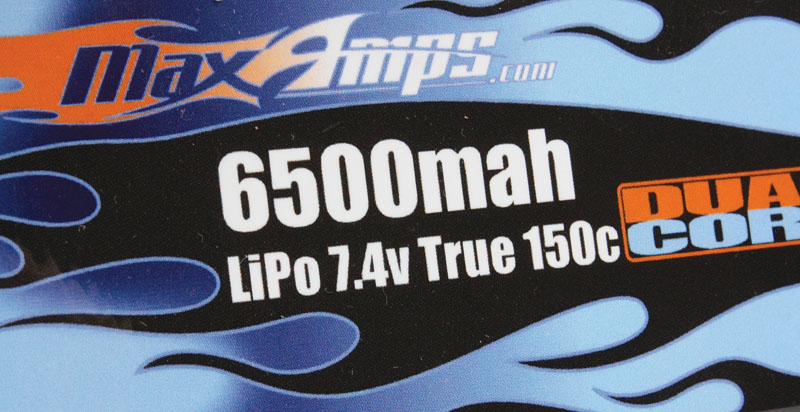 MaxAmps.com
6500mah
LiPo 7.4v True 150c
DUA
COR